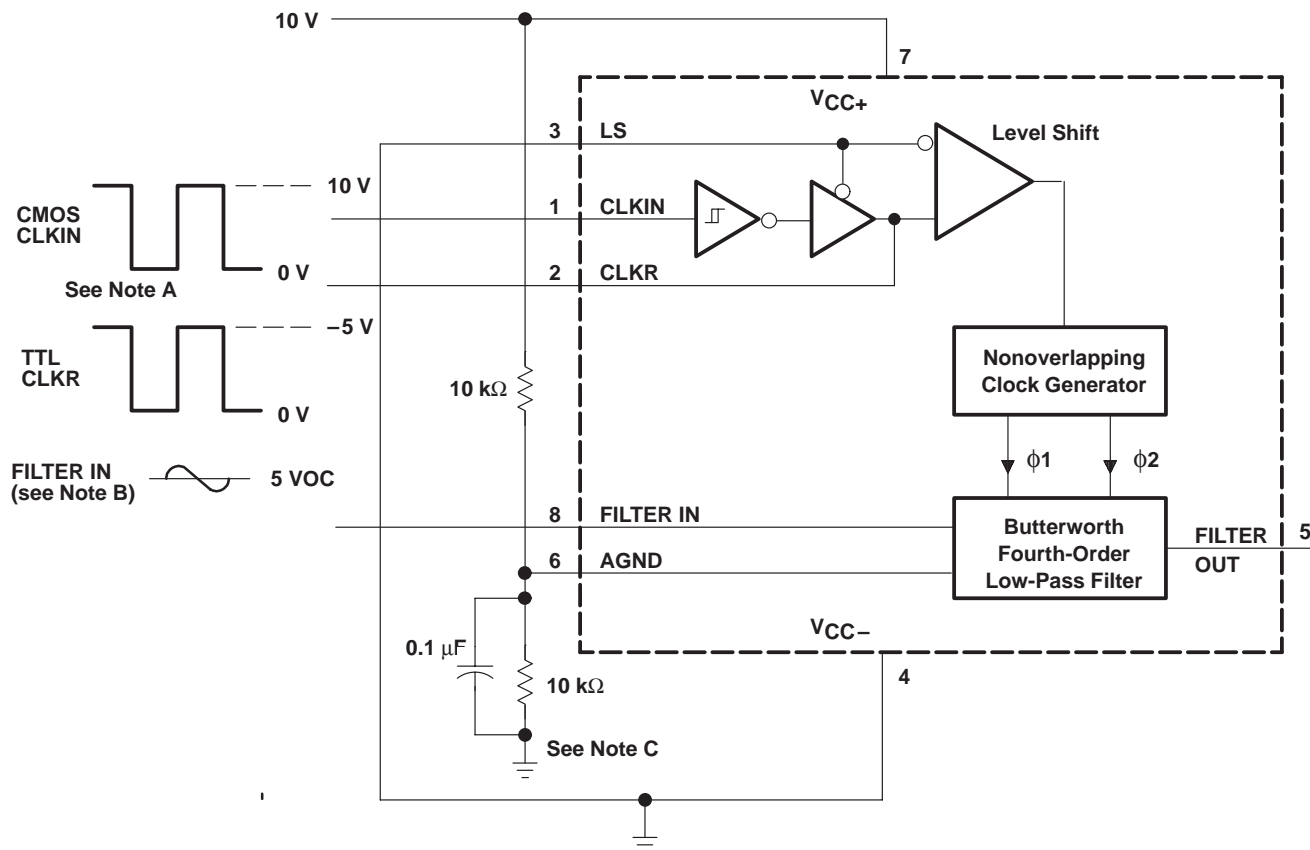 10 V
7
VCC+
3 LS
Level Shift
10 V
CMOS
CLKIN
1 CLKIN
0 V
2 CLKR
See Note A
–5 V
TTL
CLKR
0 V
10 kΩ
Nonoverlapping
Clock Generator
ϕ1
ϕ2
FILTER IN
(see Note B)
5 VOC
8 FILTER IN
Butterworth
Fourth-Order
Low-Pass Filter
FILTER
OUT
5
6 AGND
VCC–
0.1 μF
10 kΩ
4
See Note C